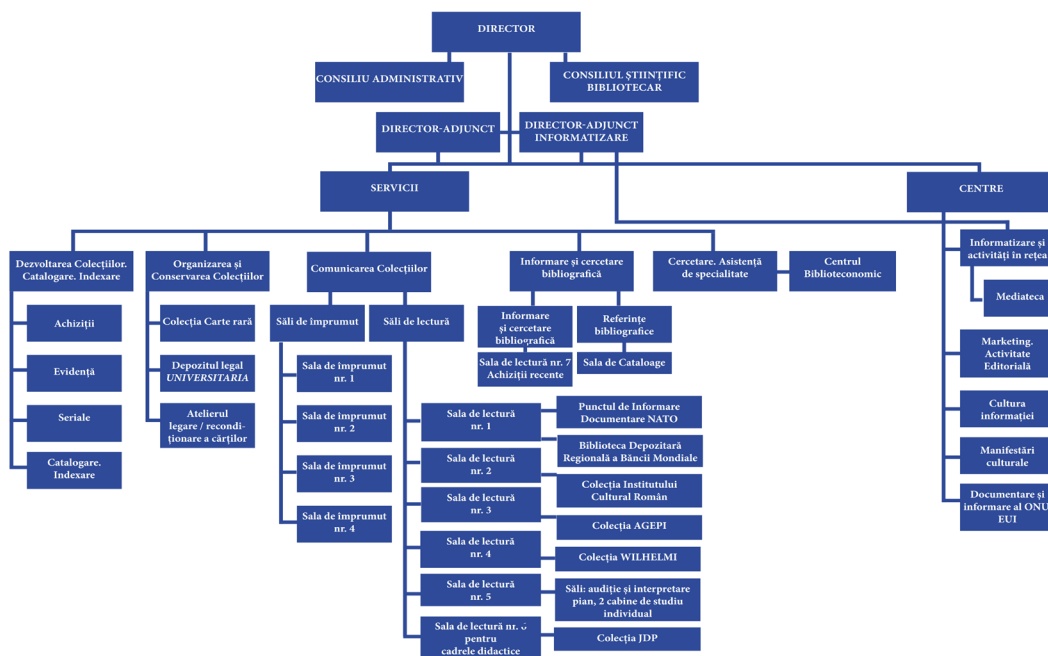 DIRECTOR
CONSILIU ADMINISTRATIV
CONSILIUL ȘTIINȚIFIC
BIBLIOTECAR
DIRECTOR-ADJUNCT
DIRECTOR-ADJUNCT
INFORMATIZARE
SERVICII
CENTRE
Dezvoltarea Colecțiilor.
Catalogare. Indexare
Organizarea și
Conservarea Colecțiilor
Comunicarea Colecțiilor
Informare și cercetare
bibliografică
Cercetare. Asistență
de specialitate
Centrul
Biblioteconomic
Informatizare și
activități în rețea
Mediateca
Achiziții
Evidență
Seriale
Catalogare.
Indexare
Colecția Carte rară
Depozitul legal
UNIVERSITARIA
Atelierul
legare / recondi-
ționare a cărților
Săli de împrumut
Săli de lectură
Informare
și cercetare
bibliografică
Referințe
bibliografice
Sala de lectură nr. 7
Achiziții recente
Sala de Cataloage
Sala de împrumut
nr. 1
Sala de împrumut
nr. 2
Sala de împrumut
nr. 3
Sala de împrumut
nr. 4
Sala de lectură
nr. 1
Sala de lectură
nr. 2
Sala de lectură
nr. 3
Sala de lectură
nr. 4
Sala de lectură
nr. 5
Sala de lectură nr.
pentru
cadrele didactice
Punctul de Informare
Documentare NATO
Biblioteca Depozitară
Regională a Băncii Mondiale
Colecția Institutului
Cultural Român
Colecția AGEPI
Colecția WILHELMI
Săli: audiție și interpretare
pian, 2 cabine de studiu
individual
Colecția JDP
Marketing.
Activitate
Editorială
Cultura
informației
Manifestări
culturale
Documentare și
informare al ONU
EUI